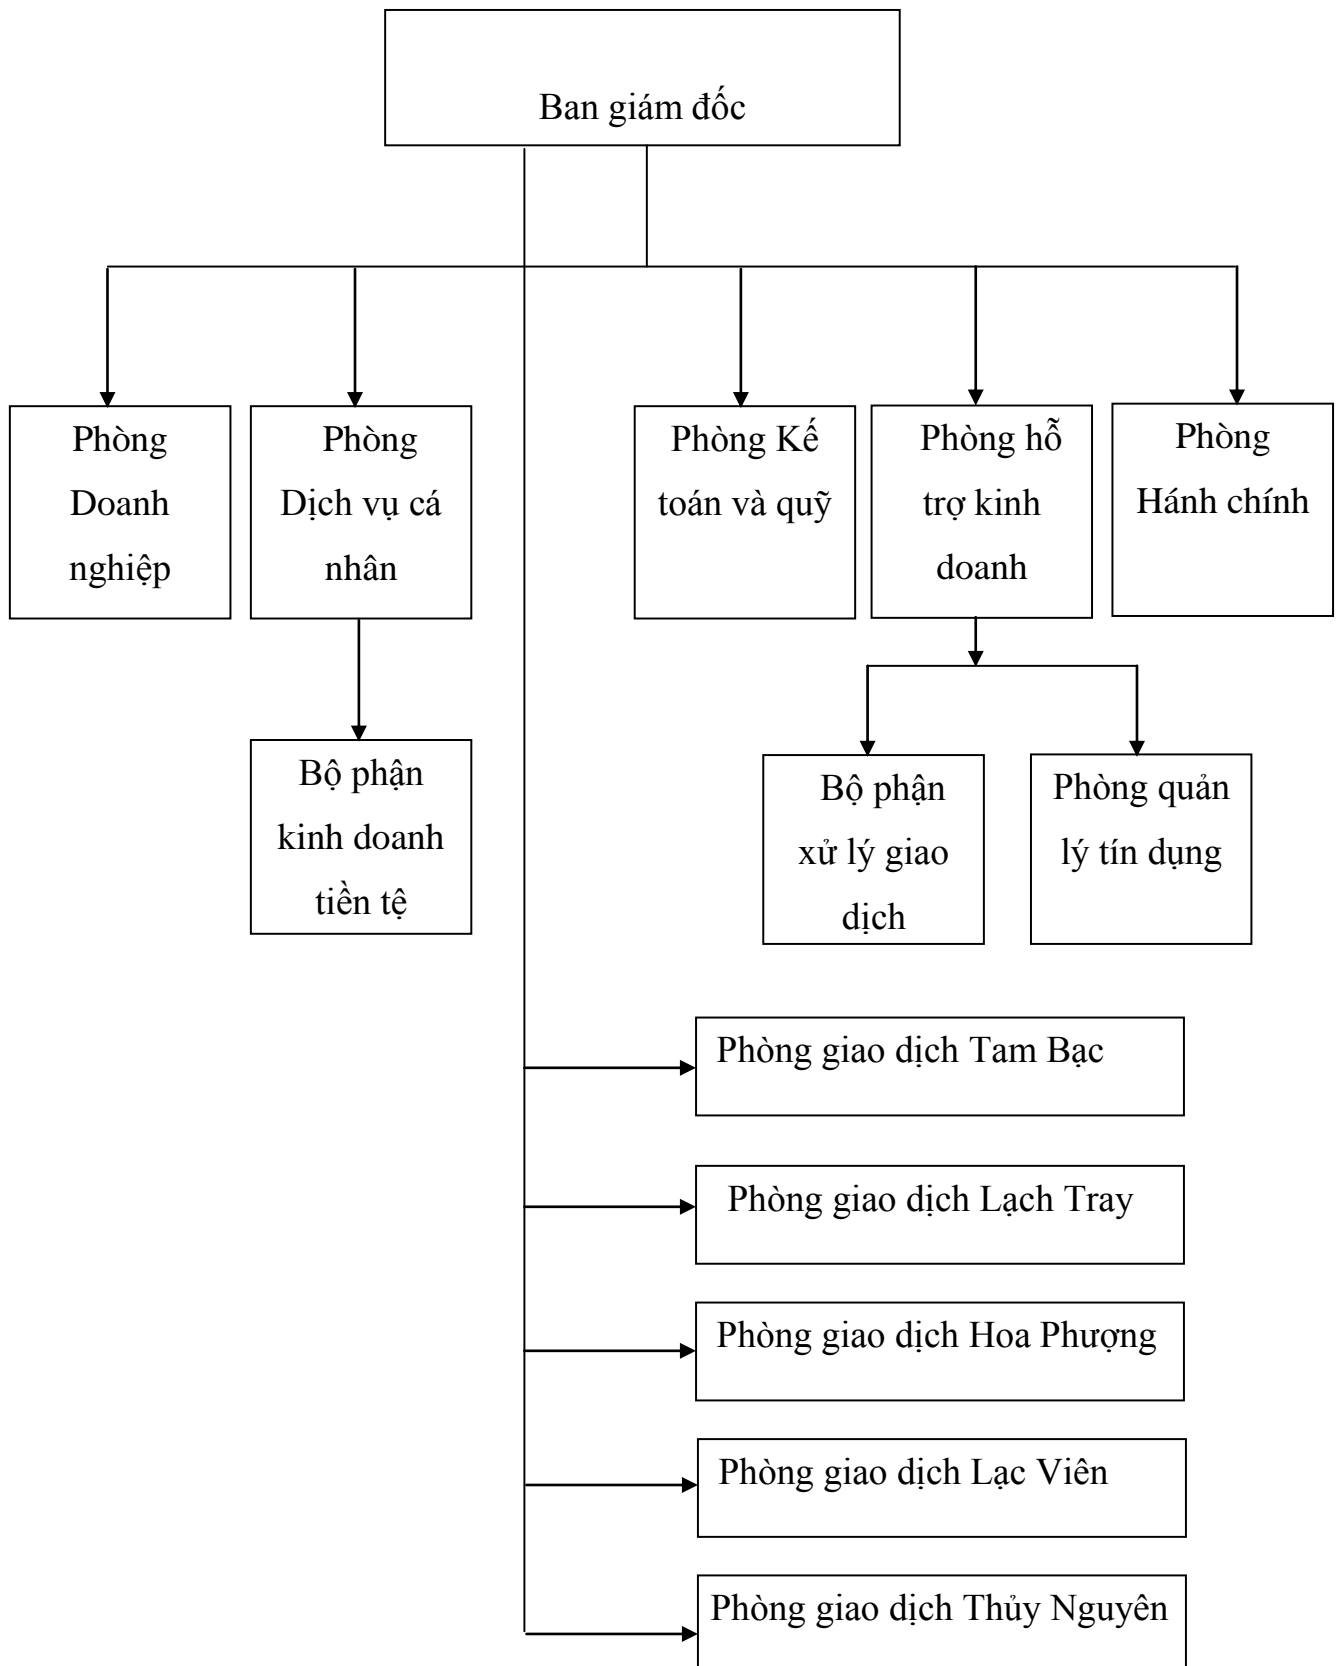 Ban giám đốc
Phòng
Doanh
nghiệp
Phòng
Dịch vụ cá
nhân
Phòng Kế
toán và quỹ
Phòng hỗ
trợ kinh
doanh
Phòng
Hánh chính
Bộ phận
kinh doanh
tiền tệ
Bộ phận
xử lý giao
dịch
Phòng quản
lý tín dụng
Phòng giao dịch Tam Bạc
Phòng giao dịch Lạch Tray
Phòng giao dịch Hoa Phượng
Phòng giao dịch Lạc Viên
Phòng giao dịch Thủy Nguyên